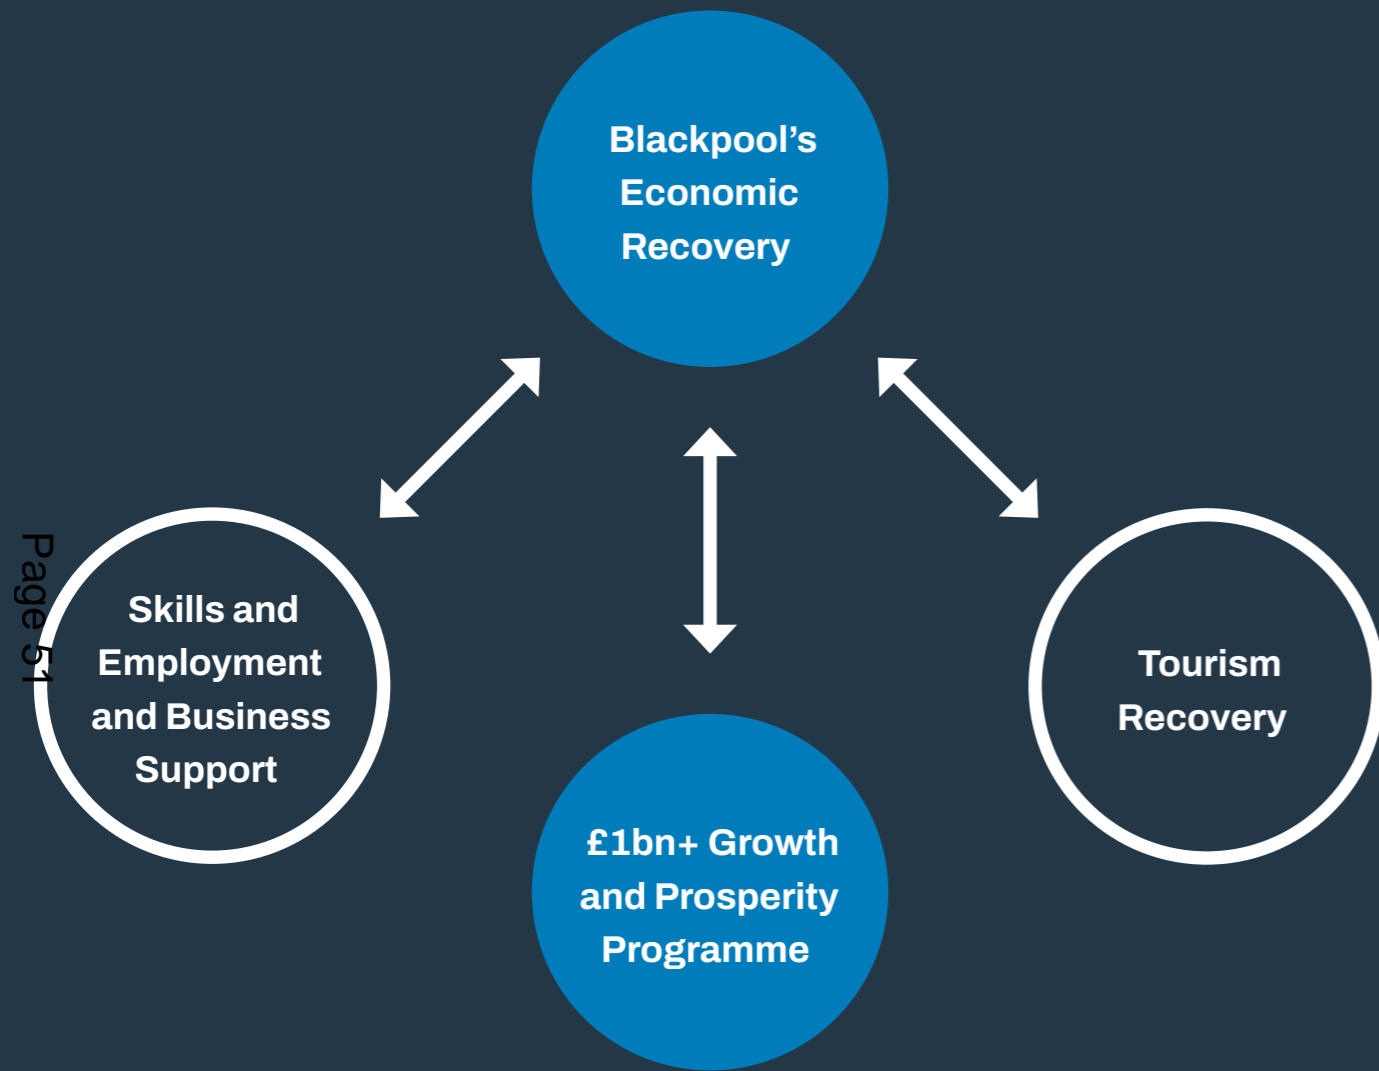 Blackpool’s
Economic
Recovery
Skills and
Employment
and Business
Support
Tourism
Recovery
£1bn+ Growth
and Prosperity
Programme
Page 51